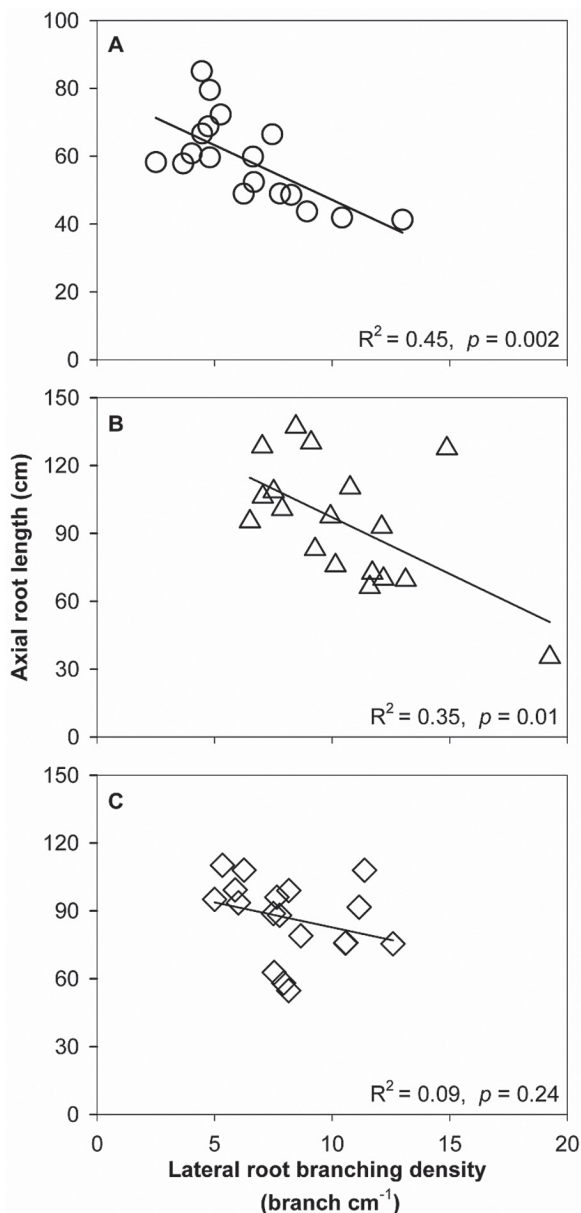 100
A
80
60
40
20
R² = 0.45, p = 0.002
0
150
B
120
90
60
30
R² = 0.35, p = 0.01
0
Axial root length (cm)
150
C
120
90
60
30
R² = 0.09, p = 0.24
0
0 5 10 15 20
Lateral root branching density
(branch cm⁻¹)